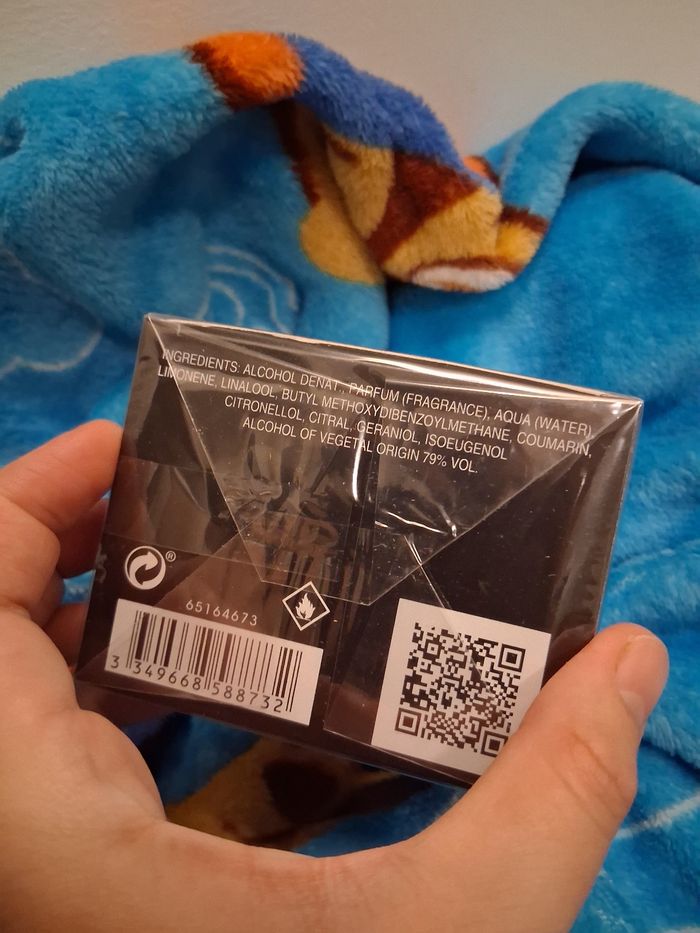 INGREDIENTS: ALCOHOL DENAT., PARFUM (FRAGRANCE), AQUA (WATER),
LIMONENE, LINALOOL, BUTYL METHOXYDIBENZOYLMETHANE, COUMARIN,
CITRONELLOL, CITRAL, GERANIOL, ISOEUGENOL
ALCOHOL OF VEGETAL ORIGIN 79% VOL.
®
65164673
3 349668 588732